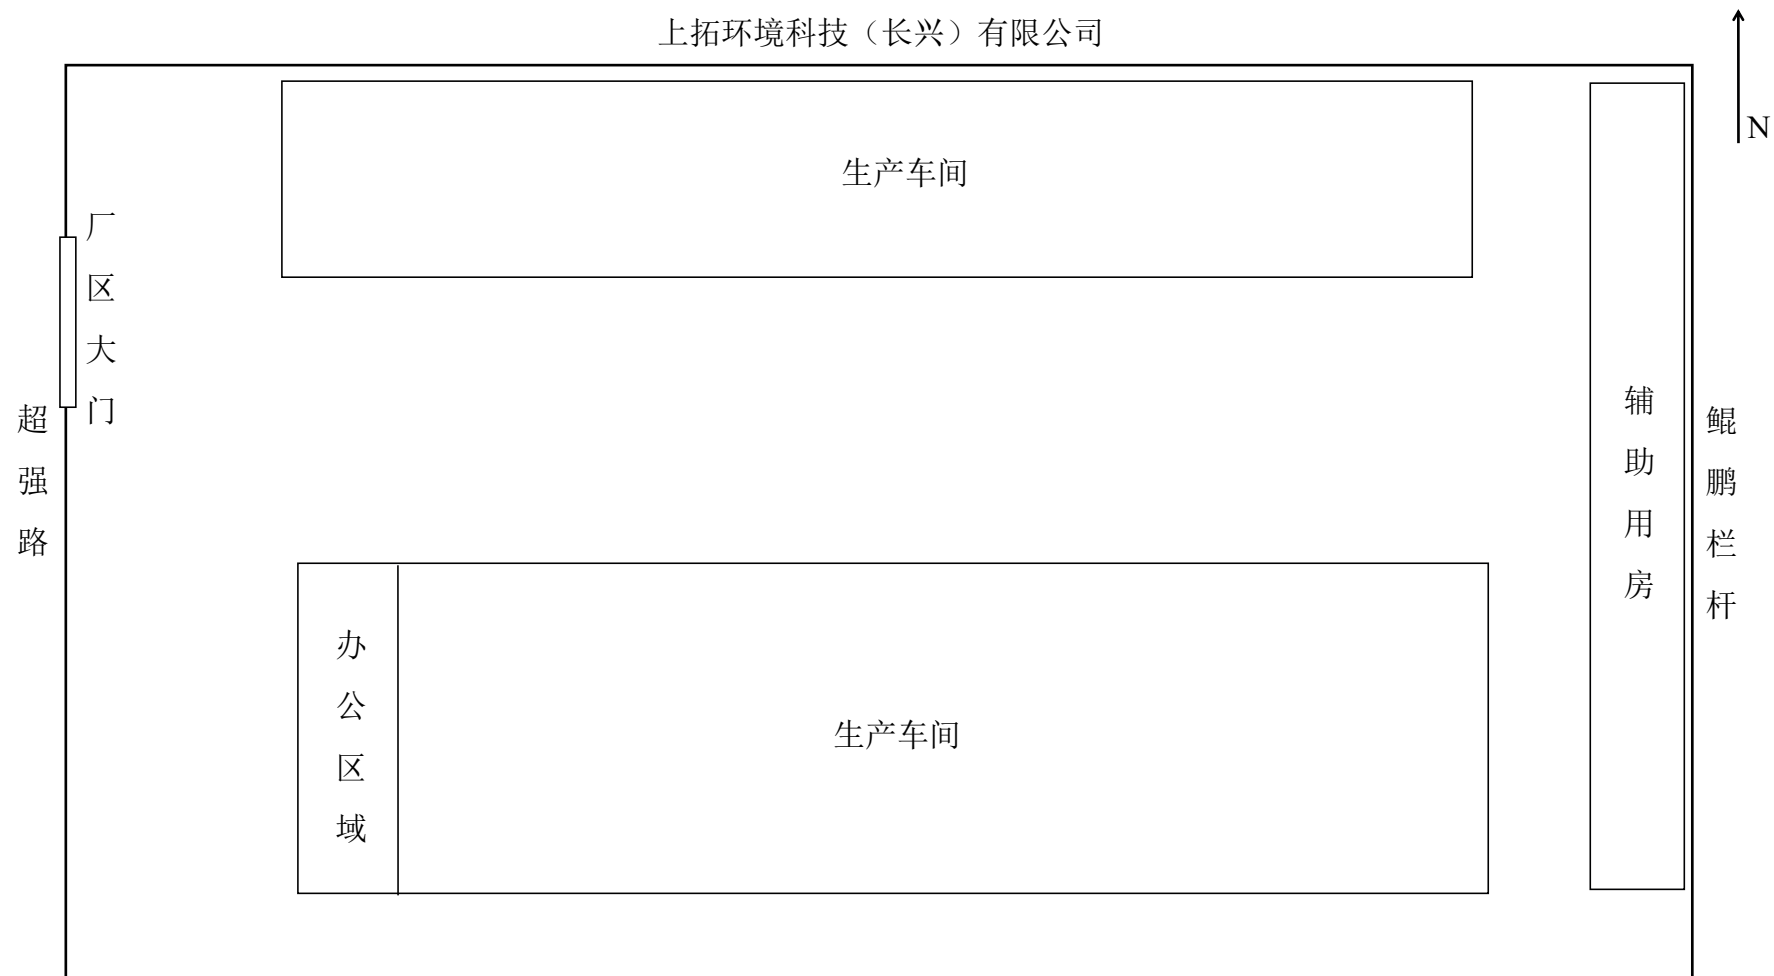 上拓环境科技（长兴）有限公司
N
生产车间
厂区大门
超强路
辅助用房
鲲鹏栏杆
办公区域
生产车间